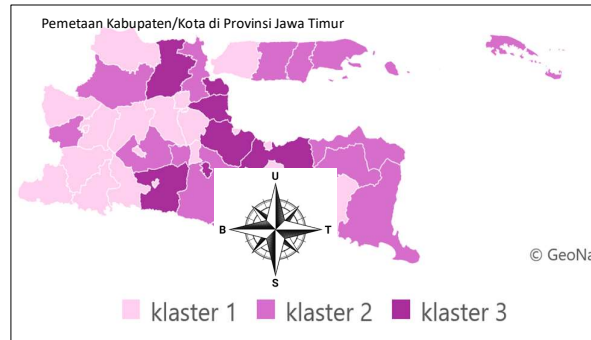 Pemetaan Kabupaten/Kota di Provinsi Jawa Timur
U
B
T
S
© GeoNa
klaster 1 klaster 2 klaster 3